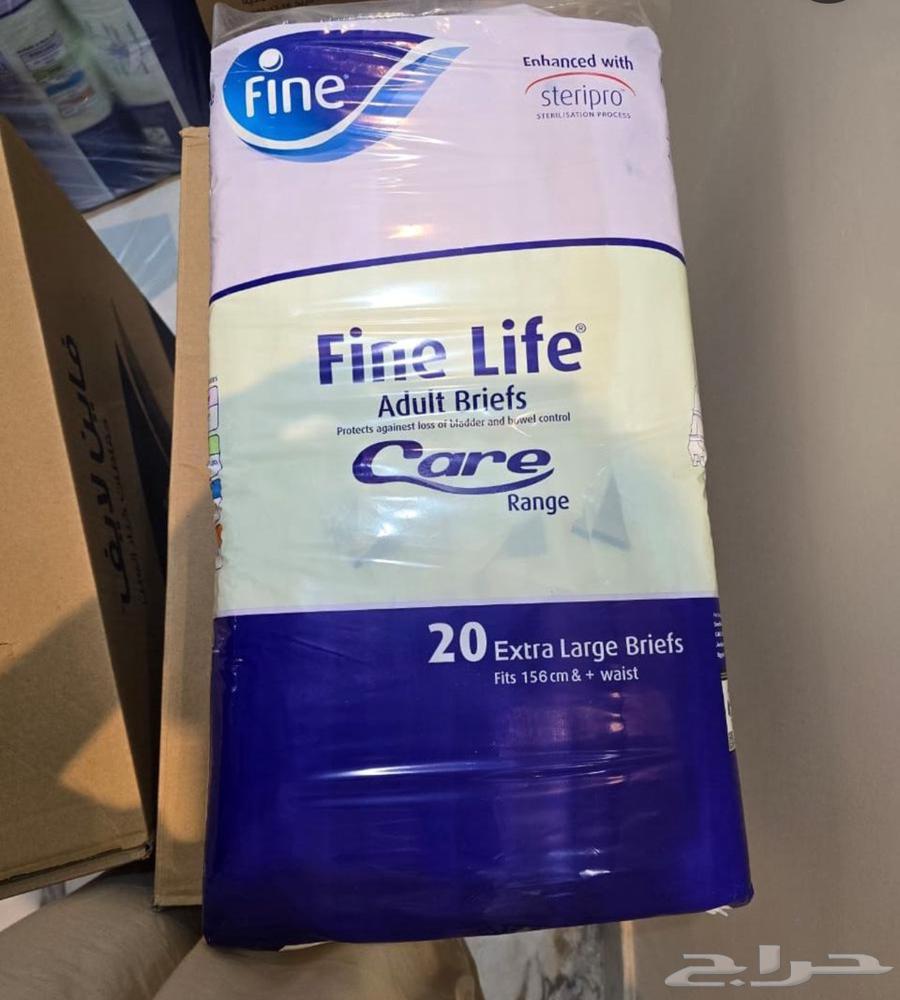 fine
Enhanced with
steripro
STERILISATION PROCESS
Fine Life®
Adult Briefs
Protects againest loss of bladder and bowel control
Care
Range
20 Extra Large Briefs
Fits 156 cm & + waist
فاين لايف
حراج